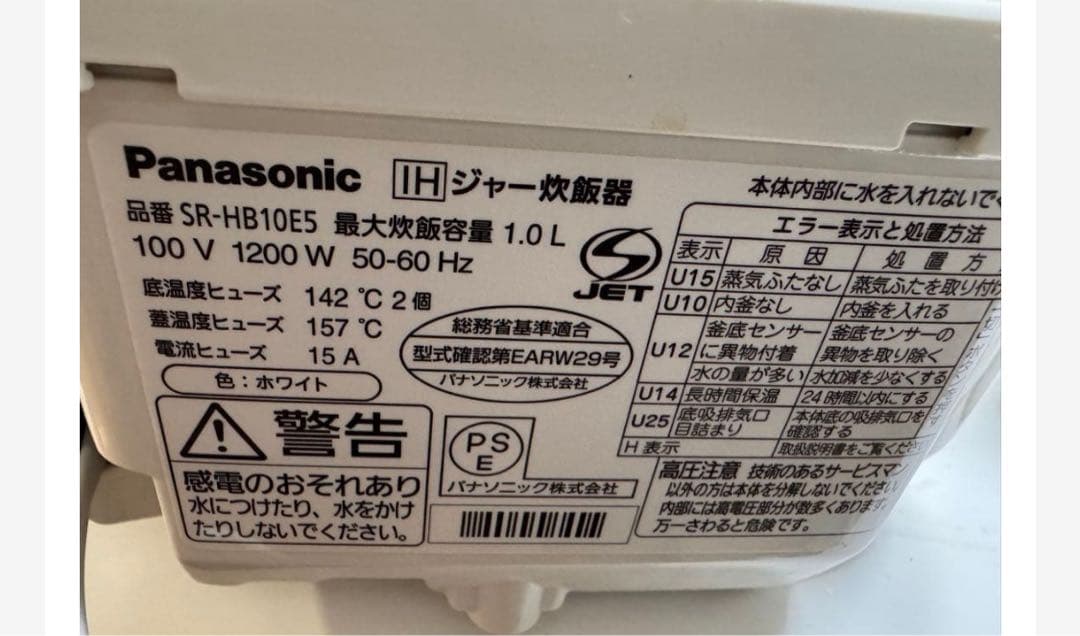 Panasonic IHジャー炊飯器
品番 SR-HB10E5 最大炊飯容量 1.0 L
100 V 1200 W 50-60 Hz
底温度ヒューズ 142 ℃ 2 個
蓋温度ヒューズ 157 ℃
電流ヒューズ 15 A
色：ホワイト
JET
総務省基準適合
型式確認第EARW29号
パナソニック株式会社
警告
感電のおそれあり
水につけたり、水をかけ
たりしないでください。
PS
E
パナソニック株式会社
本体内部に水を入れないで
エラー表示と処置方法
表示 原因 処置方
U15 蒸気ふたなし 蒸気ふたを取り付け
U10 内釜なし 内釜を入れる
U12 釜底センサー 釜底センサーの
に異物付着 異物を取り除く
水の量が多い 水加減を少なくする
U14 長時間保温 24時間以内にする
U25 底吸排気口 本体底の吸排気口を
目詰まり 確認する
H 表示 取扱説明書をご覧くだ
高圧注意 技術のあるサービスマン
以外の方は本体を分解しないでください
内部には高電圧部分が数多くあります
万一さわると危険です。